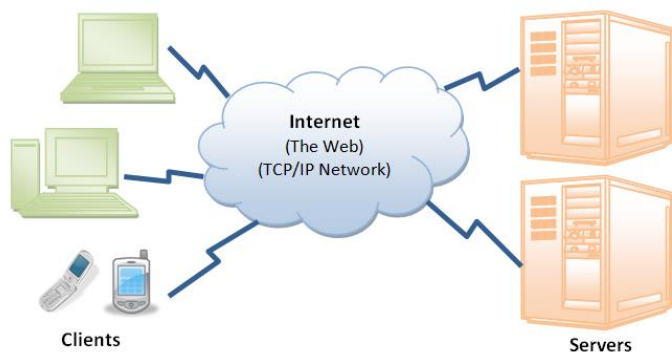 Internet
(The Web)
(TCP/IP Network)
Clients
Servers